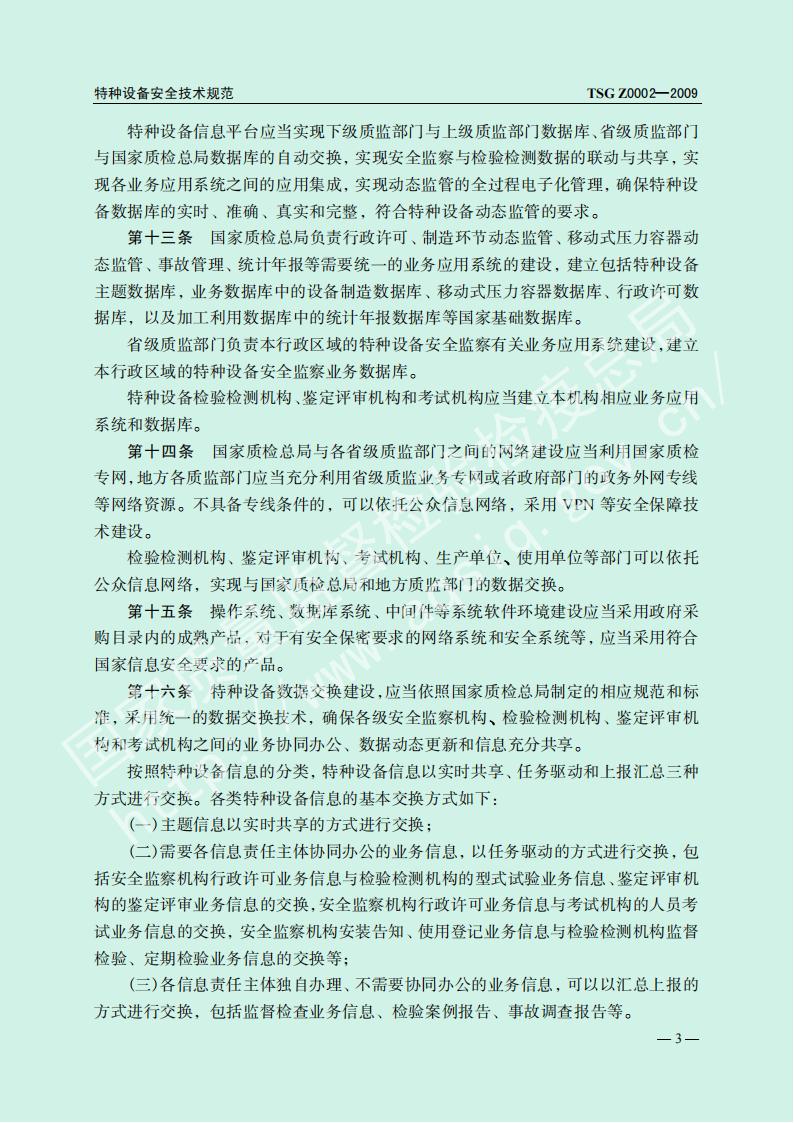 特种设备安全技术规范 TSG Z0002—2009
特种设备信息平台应当实现下级质监部门与上级质监部门数据库、省级质监部门
与国家质检总局数据库的自动交换，实现安全监察与检验检测数据的联动与共享，实
现各业务应用系统之间的应用集成，实现动态监管的全过程电子化管理，确保特种设
备数据库的实时、准确、真实和完整，符合特种设备动态监管的要求。
第十三条 国家质检总局负责行政许可、制造环节动态监管、移动式压力容器动
态监管、事故管理、统计年报等需要统一的业务应用系统的建设，建立包括特种设备
主题数据库，业务数据库中的设备制造数据库、移动式压力容器数据库、行政许可数
据库，以及加工利用数据库中的统计年报数据库等国家基础数据库。
省级质监部门负责本行政区域的特种设备安全监察有关业务应用系统建设，建立
本行政区域的特种设备安全监察业务数据库。
特种设备检验检测机构、鉴定评审机构和考试机构应当建立本机构相应业务应用
系统和数据库。
第十四条 国家质检总局与各省级质监部门之间的网络建设应当利用国家质检
专网，地方各质监部门应当充分利用省级质监业务专网或者政府部门的政务外网专线
等网络资源。不具备专线条件的，可以依托公众信息网络，采用 VPN 等安全保障技
术建设。
检验检测机构、鉴定评审机构、考试机构、生产单位、使用单位等部门可以依托
公众信息网络，实现与国家质检总局和地方质监部门的数据交换。
第十五条 操作系统、数据库系统、中间件等系统软件环境建设应当采用政府采
购目录内的成熟产品，对于有安全保密要求的网络系统和安全系统等，应当采用符合
国家信息安全要求的产品。
第十六条 特种设备数据交换建设，应当依照国家质检总局制定的相应规范和标
准，采用统一的数据交换技术，确保各级安全监察机构、检验检测机构、鉴定评审机
构和考试机构之间的业务协同办公、数据动态更新和信息充分共享。
按照特种设备信息的分类，特种设备信息以实时共享、任务驱动和上报汇总三种
方式进行交换。各类特种设备信息的基本交换方式如下：
(一)主题信息以实时共享的方式进行交换；
(二)需要各信息责任主体协同办公的业务信息，以任务驱动的方式进行交换，包
括安全监察机构行政许可业务信息与检验检测机构的型式试验业务信息、鉴定评审机
构的鉴定评审业务信息的交换，安全监察机构行政许可业务信息与考试机构的人员考
试业务信息的交换，安全监察机构安装告知、使用登记业务信息与检验检测机构监督
检验、定期检验业务信息的交换等；
(三)各信息责任主体独自办理、不需要协同办公的业务信息，可以以汇总上报的
方式进行交换，包括监督检查业务信息、检验案例报告、事故调查报告等。
— 3 —
国家质量监督检验检疫总局
http://www.aqsiq.gov.cn/